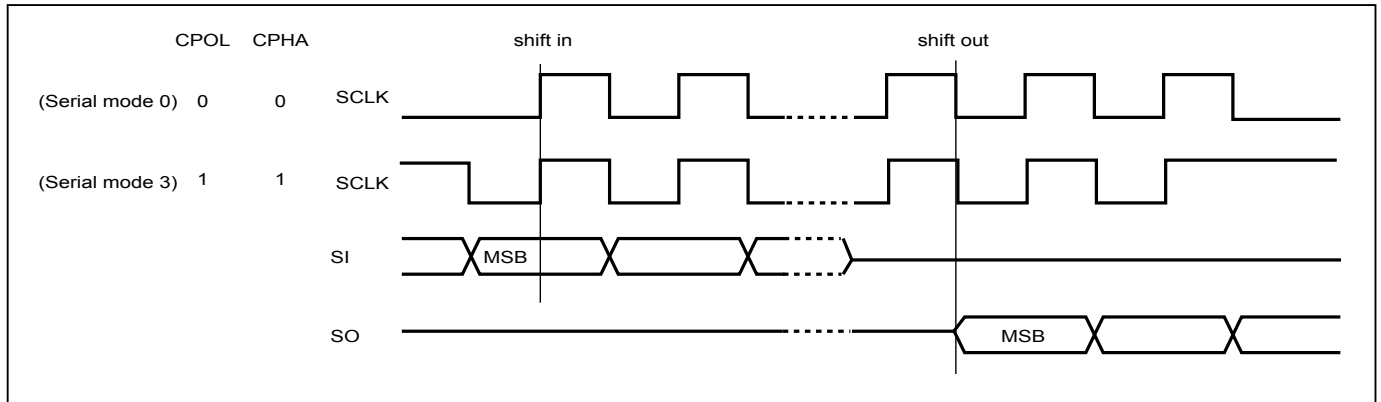 CPOL CPHA shift in shift out
(Serial mode 0) 0 0 SCLK
(Serial mode 3) 1 1 SCLK
SI MSB
SO MSB